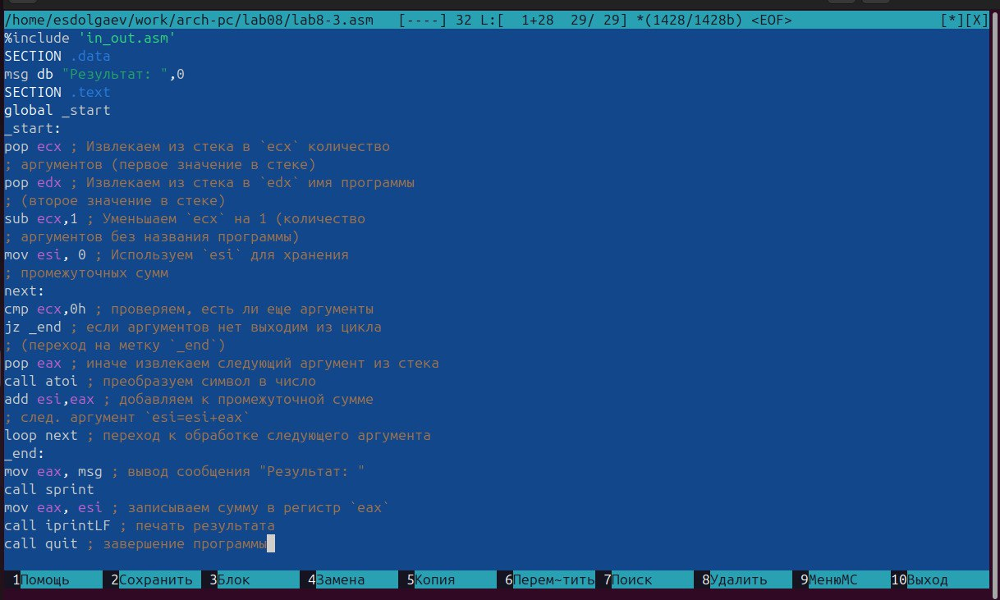 /home/esdolgaev/work/arch-pc/lab08/lab8-3.asm   [----] 32 L:[  1+28  29/ 29] *(1428/1428b) <EOF>   [*][X]
%include 'in_out.asm'
SECTION .data
msg db "Результат: ",0
SECTION .text
global _start
_start:
pop ecx ; Извлекаем из стека в `ecx` количество
; аргументов (первое значение в стеке)
pop edx ; Извлекаем из стека в `edx` имя программы
; (второе значение в стеке)
sub ecx,1 ; Уменьшаем `ecx` на 1 (количество
; аргументов без названия программы)
mov esi, 0 ; Используем `esi` для хранения
; промежуточных сумм
next:
cmp ecx,0h ; проверяем, есть ли еще аргументы
jz _end ; если аргументов нет выходим из цикла
; (переход на метку `_end`)
pop eax ; иначе извлекаем следующий аргумент из стека
call atoi ; преобразуем символ в число
add esi,eax ; добавляем к промежуточной сумме
; след. аргумент `esi=esi+eax`
loop next ; переход к обработке следующего аргумента
_end:
mov eax, msg ; вывод сообщения "Результат: "
call sprint
mov eax, esi ; записываем сумму в регистр `eax`
call iprintLF ; печать результата
call quit ; завершение программы
1Помощь 2Сохранить 3Блок 4Замена 5Копия 6Перем~тить 7Поиск 8Удалить 9МенюMC 10Выход